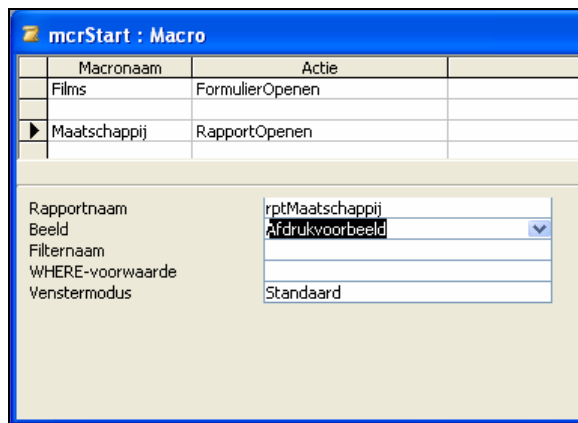 mcrStart : Macro
Macronaam Actie
Films FormulierOpenen
Maatschappij RapportOpenen
Rapportnaam rptMaatschappij
Beeld Afdrukvoorbeeld
Filternaam
WHERE-voorwaarde
Venstermodus Standaard